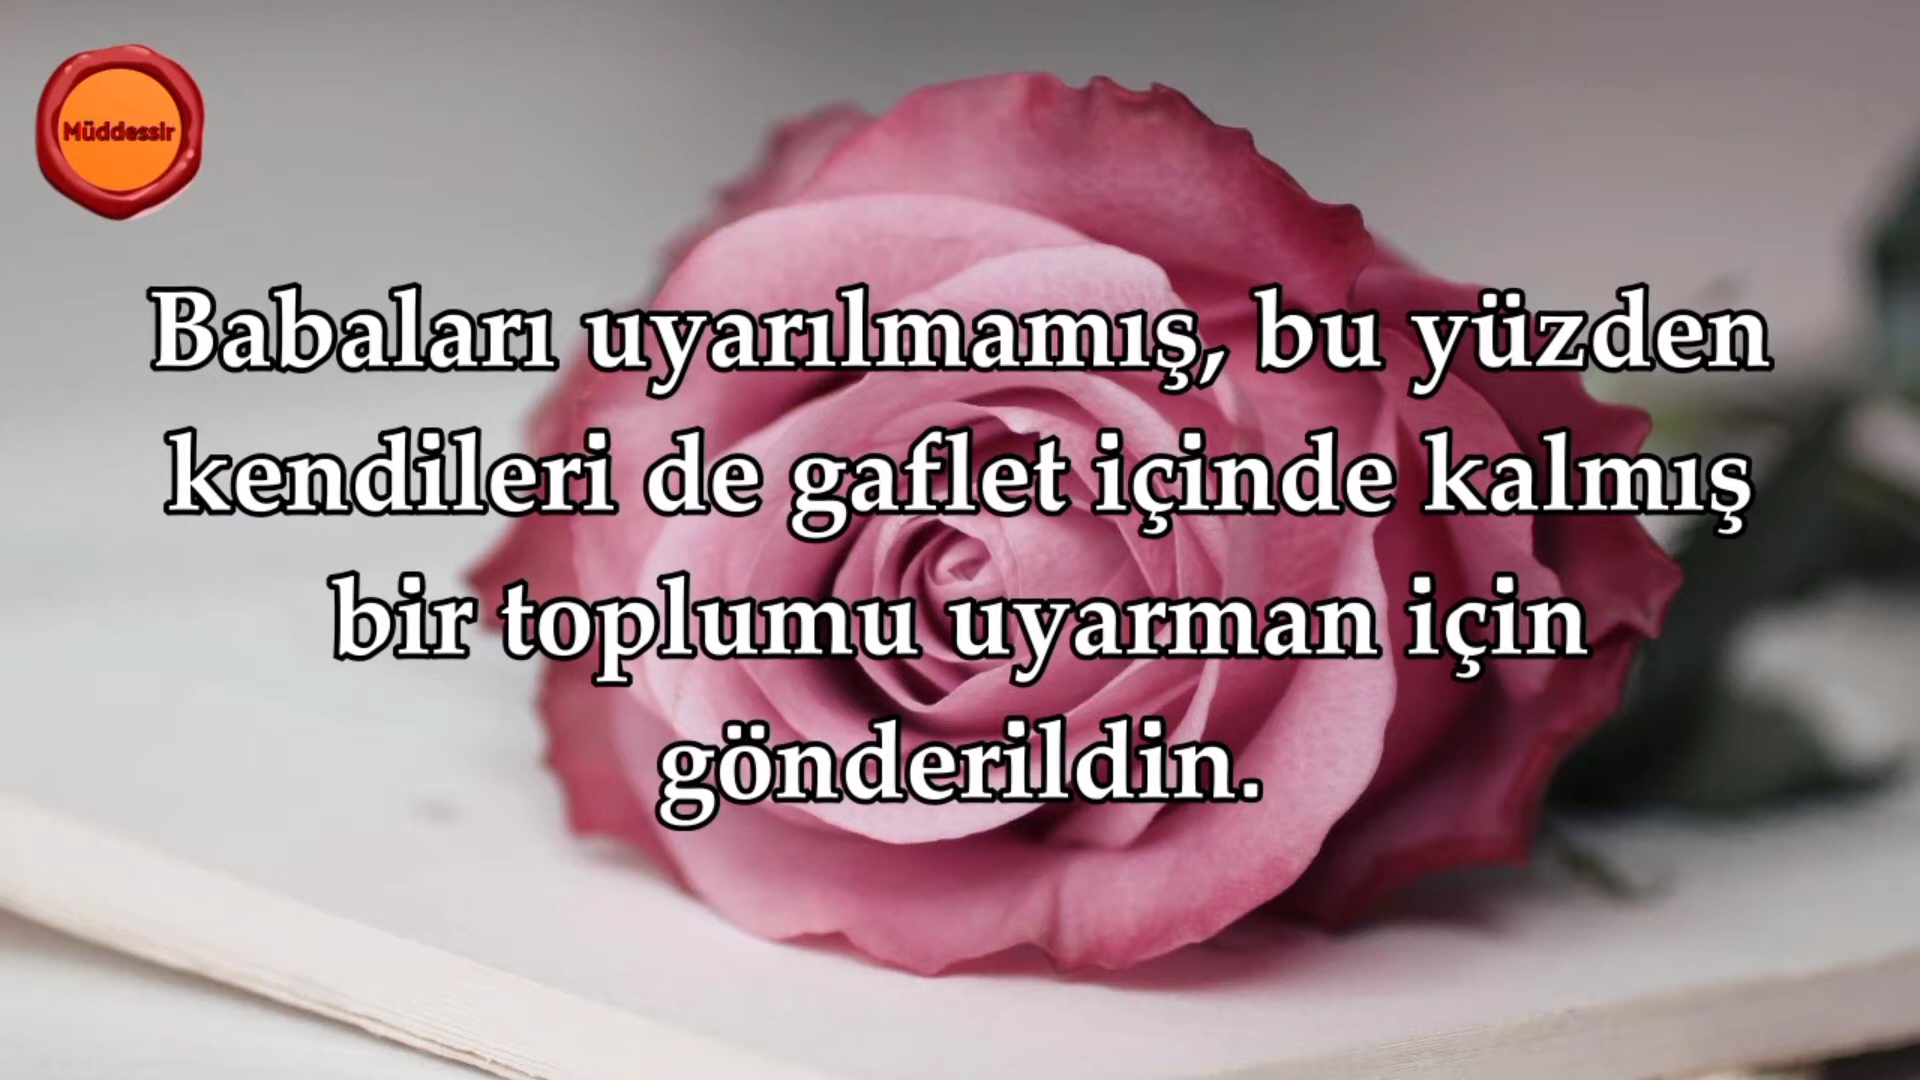 Müddessir
Babaları uyarılmamış, bu yüzden
kendileri de gaflet içinde kalmış
bir toplumu uyarman için
gönderildin.